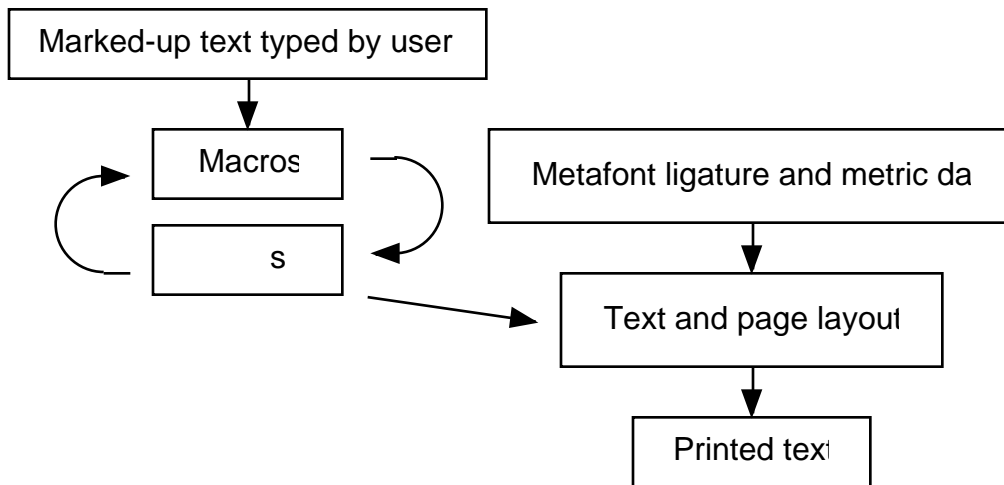 Marked-up text typed by user
Macros
Metafont ligature and metric da
s
Text and page layout
Printed text